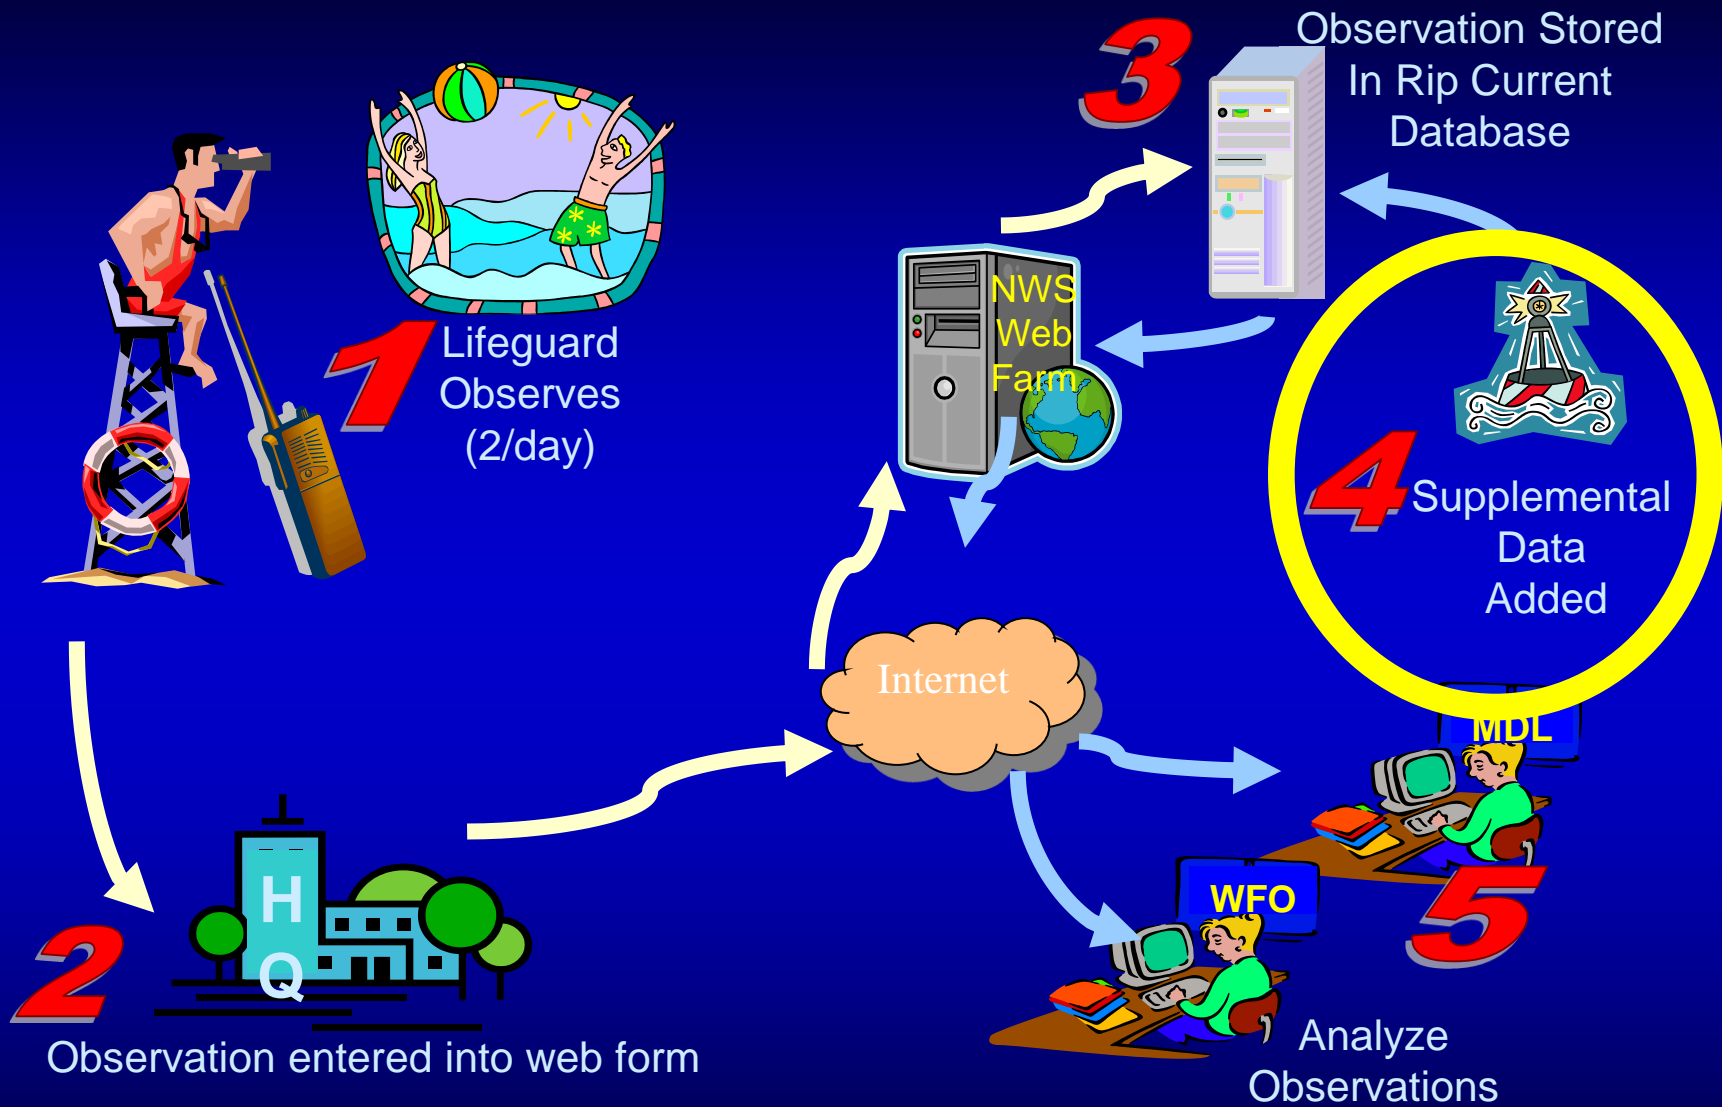 1
Lifeguard
Observes
(2/day)
2
H
Q
Observation entered into web form
Internet
NWS
Web
Farm
3
Observation Stored
In Rip Current
Database
4
Supplemental
Data
Added
MDL
WFO
5
Analyze
Observations